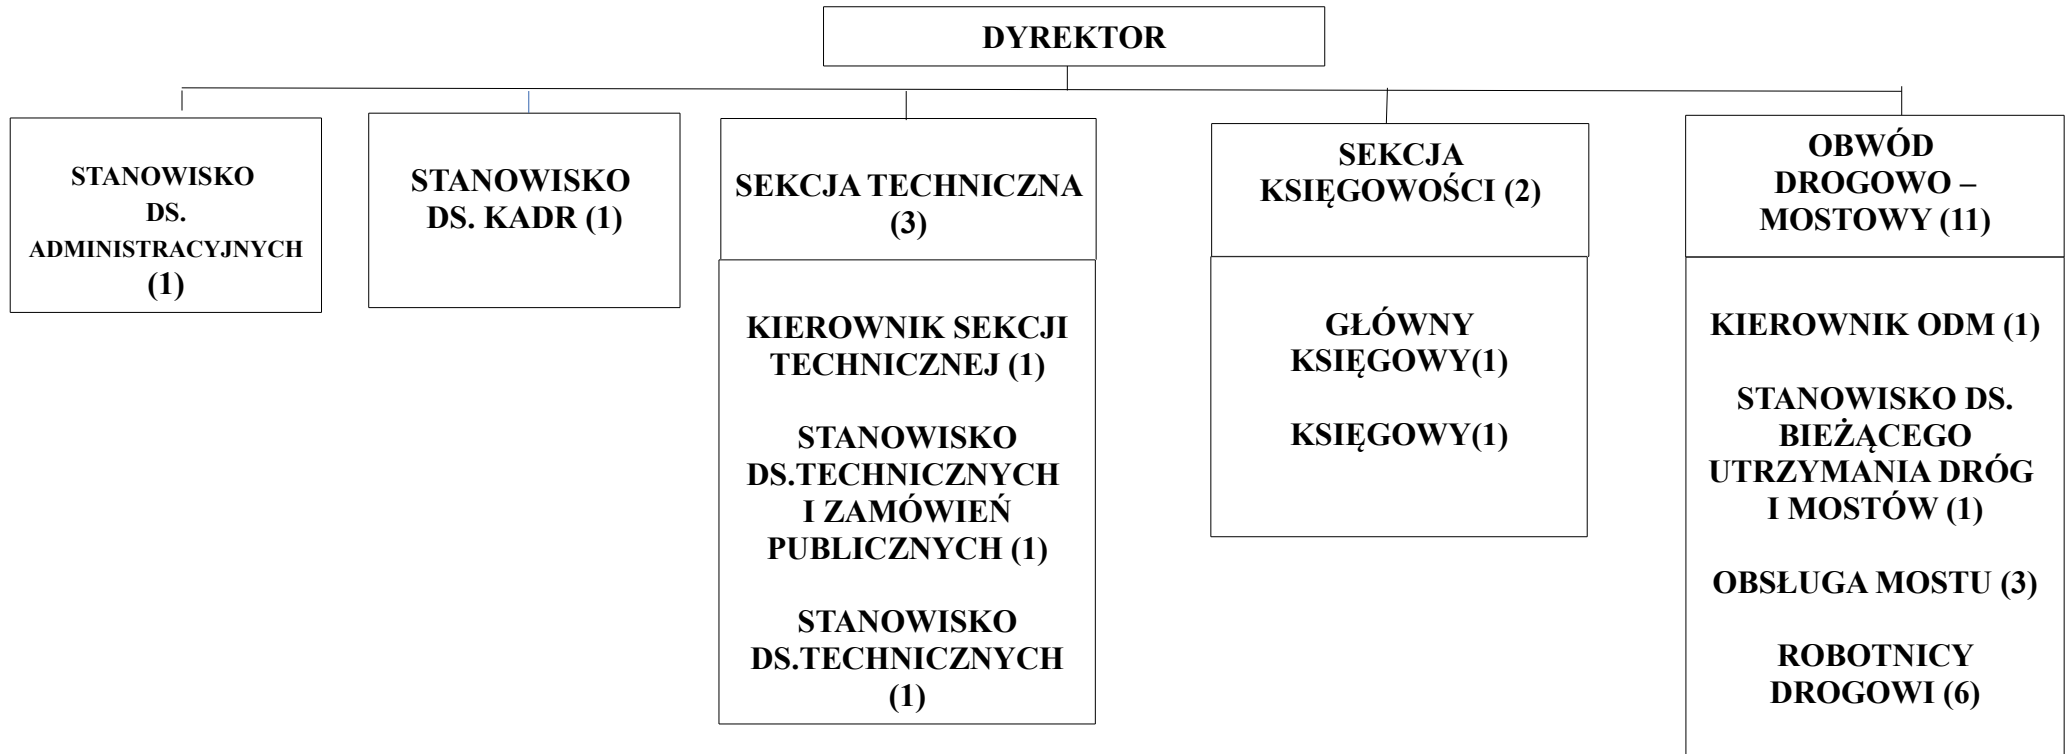 DYREKTOR
STANOWISKO
DS.
ADMINISTRACYJNYCH
(1)
STANOWISKO
DS. KADR (1)
SEKCJA TECHNICZNA
(3)
KIEROWNIK SEKCJI
TECHNICZNEJ (1)
STANOWISKO
DS.TECHNICZNYCH
I ZAMÓWIEŃ
PUBLICZNYCH (1)
STANOWISKO
DS.TECHNICZNYCH
(1)
SEKCJA
KSIĘGOWOŚCI (2)
GŁÓWNY
KSIĘGOWY(1)
KSIĘGOWY(1)
OBWÓD
DROGOWO –
MOSTOWY (11)
KIEROWNIK ODM (1)
STANOWISKO DS.
BIEŻĄCEGO
UTRZYMANIA DRÓG
I MOSTÓW (1)
OBSŁUGA MOSTU (3)
ROBOTNICY
DROGOWI (6)